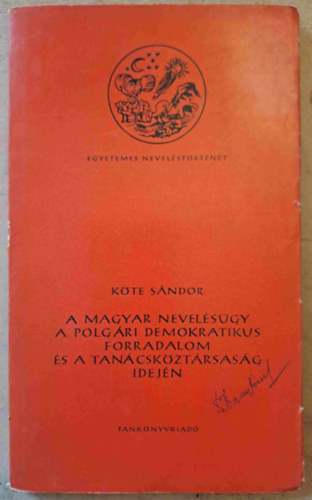 EGYETEMES NEVELÉSTÖRTÉNET
KÖTE SÁNDOR
A MAGYAR NEVELÉSÜGY
A POLGÁRI DEMOKRATIKUS
FORRADALOM
ÉS A TANÁCSKÖZTÁRSASÁG
IDEJÉN
TANKÖNYVKIADÓ